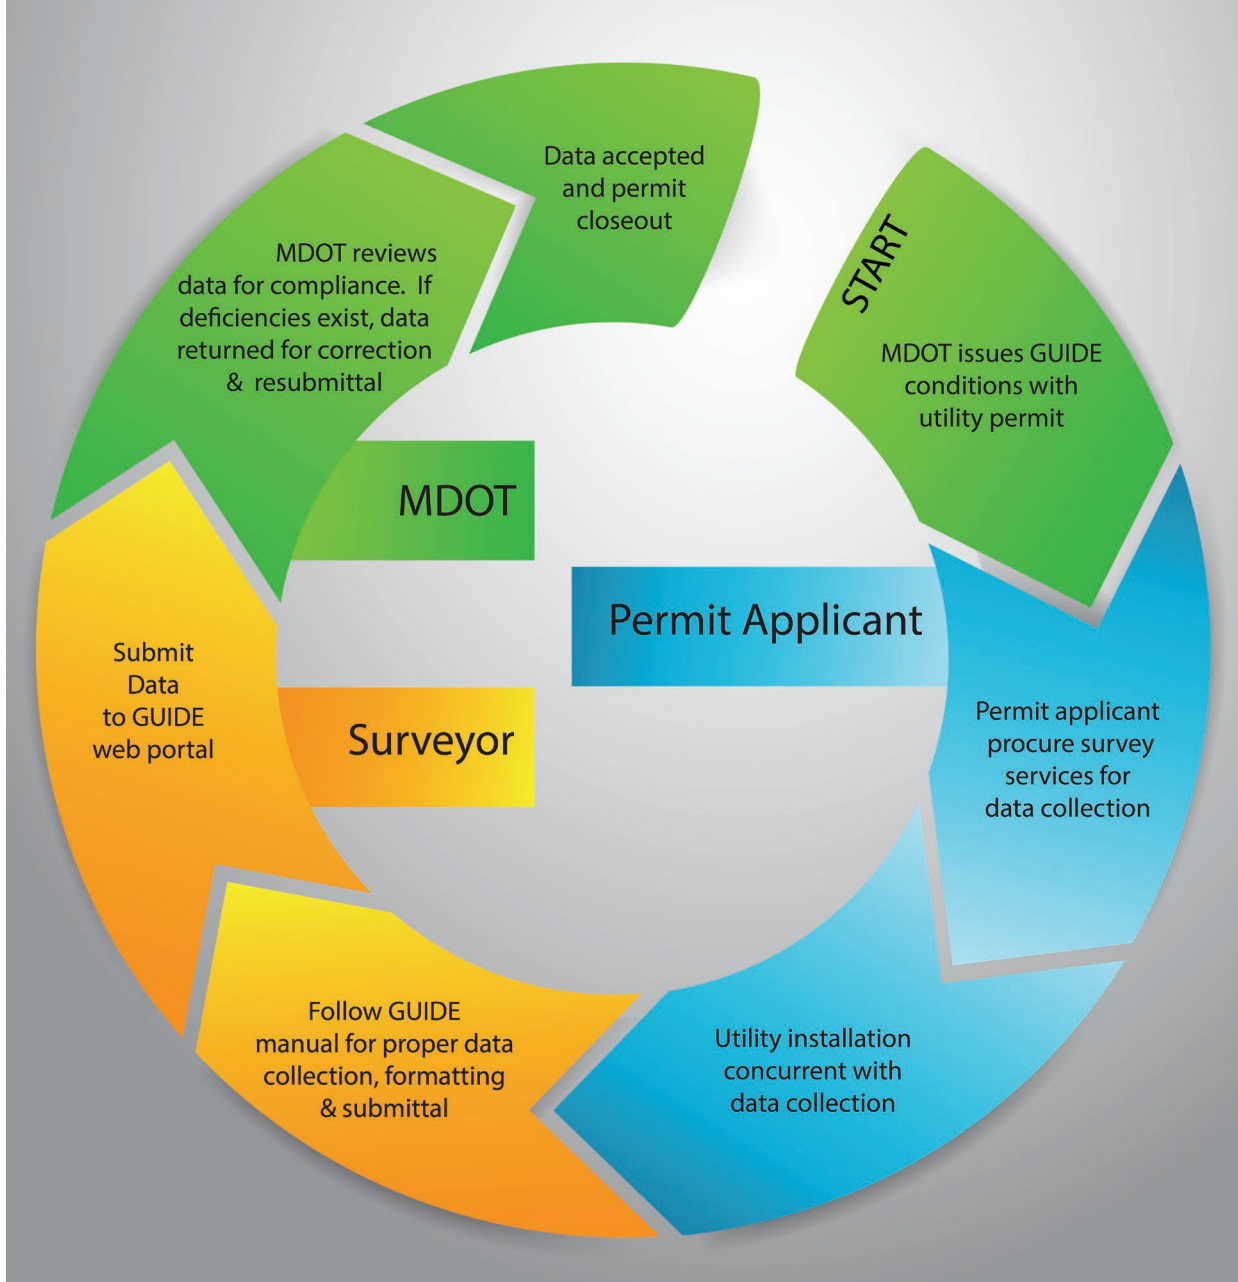 START
MDOT issues GUIDE
conditions with
utility permit
Permit applicant
procure survey
services for
data collection
Utility installation
concurrent with
data collection
Follow GUIDE
manual for proper data
collection, formatting
& submittal
Submit
Data
to GUIDE
web portal
MDOT reviews
data for compliance. If
deficiencies exist, data
returned for correction
& resubmittal
Data accepted
and permit
closeout
MDOT
Permit Applicant
Surveyor